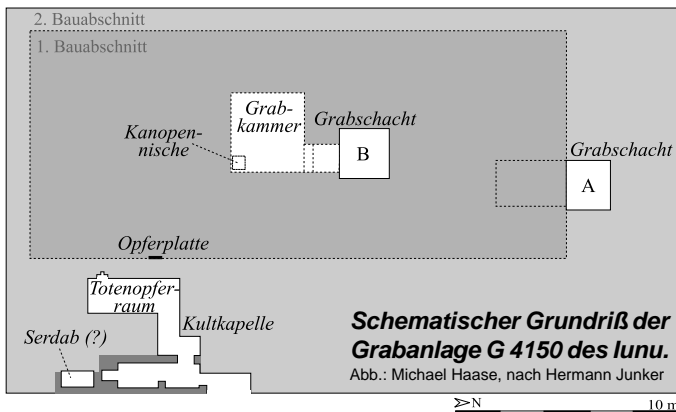 2. Bauabschnitt
1. Bauabschnitt
Grab-
kammer
Kanopen-
nische
Grabschacht
B
Grabschacht
A
Opferplatte
Totenopfer-
raum
Kultkapelle
Serdab (?)
Schematischer Grundriß der
Grabanlage G 4150 des Iunu.
Abb.: Michael Haase, nach Hermann Junker
N
10 m